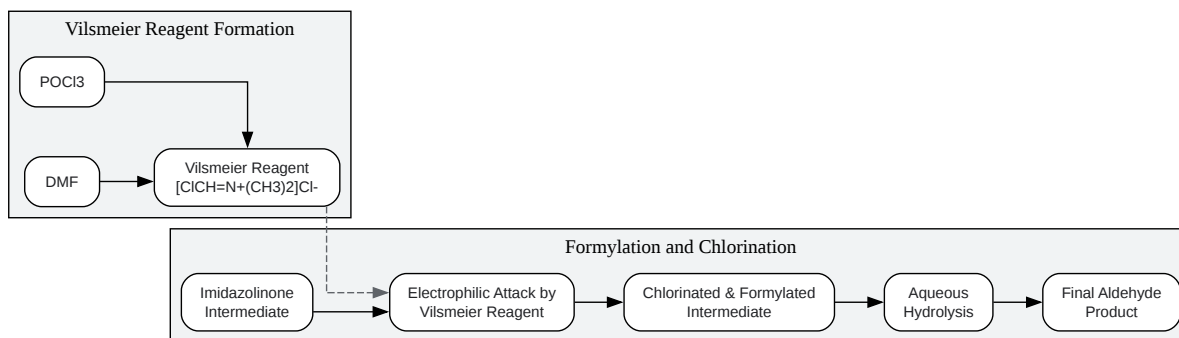 Vilsmeier Reagent Formation
POCl3
DMF
Vilsmeier Reagent
[ClCH=N+(CH3)2]Cl-
Formylation and Chlorination
Imidazolinone
Intermediate
Electrophilic Attack by
Vilsmeier Reagent
Chlorinated & Formylated
Intermediate
Aqueous
Hydrolysis
Final Aldehyde
Product